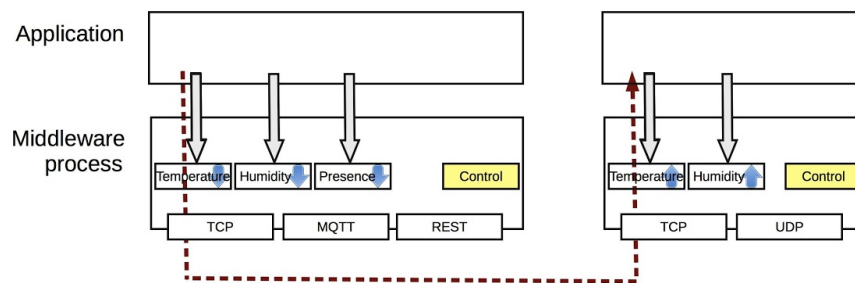 Application
Middleware
process
Temperature Humidity Presence Control
TCP MQTT REST
Temperature Humidity Control
TCP UDP